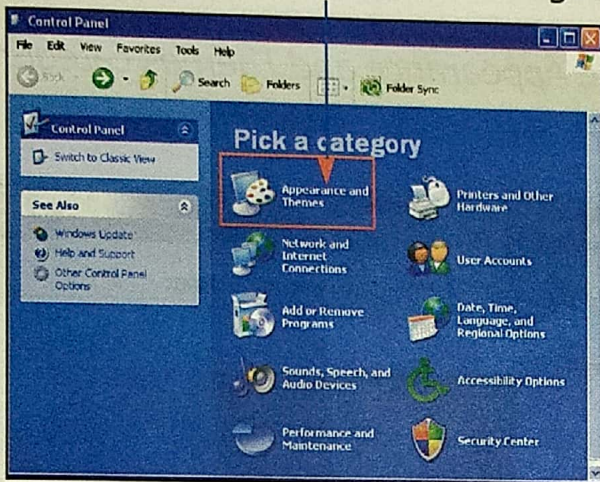 Control Panel
File Edit View Favorites Tools Help
Back Search Folders Folder Sync
Control Panel
Switch to Classic View
See Also
Windows Update
Help and Support
Other Control Panel
Options
Pick a category
Appearance and
Themes
Printers and Other
Hardware
Network and
Internet
Connections
User Accounts
Add or Remove
Programs
Date, Time,
Language, and
Regional Options
Sounds, Speech, and
Audio Devices
Accessibility Options
Performance and
Maintenance
Security Center